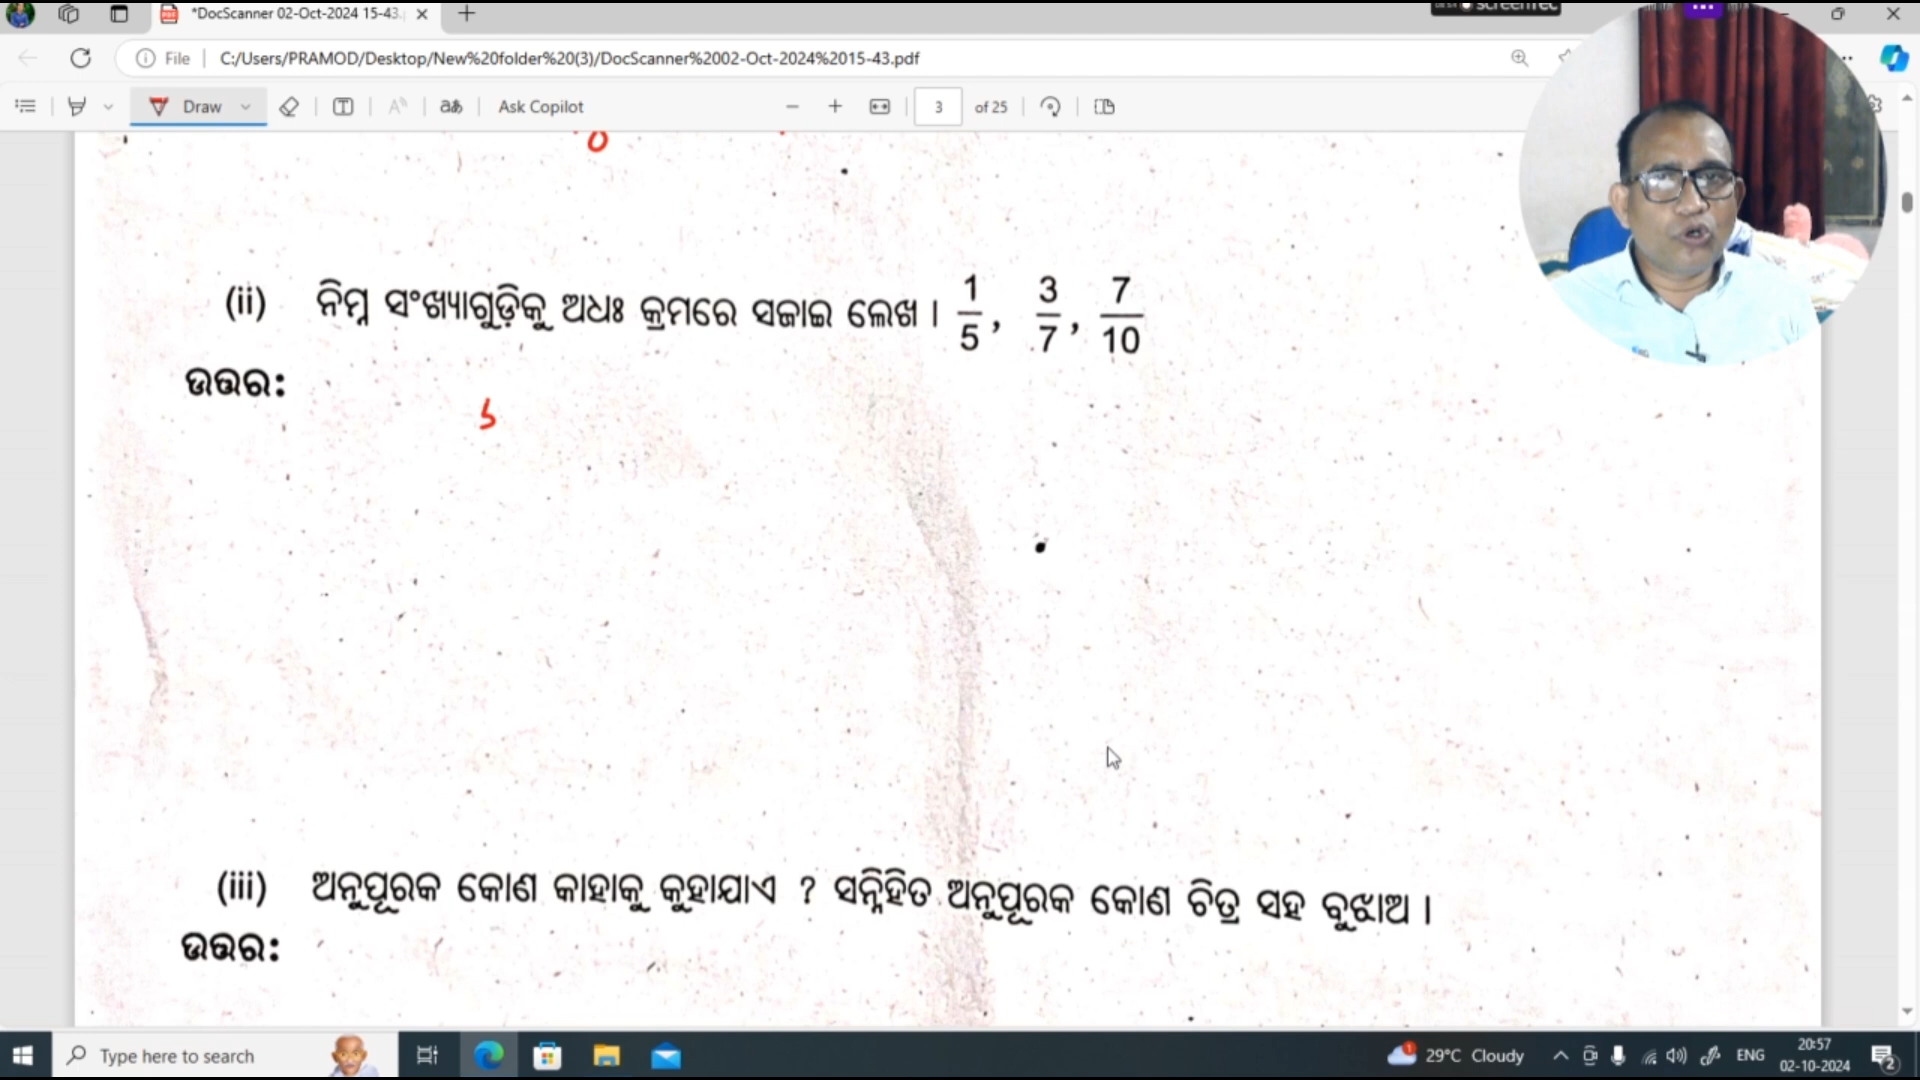 *DocScanner 02-Oct-2024 15-43.
File C:/Users/PRAMOD/Desktop/New%20folder%20(3)/DocScanner%2002-Oct-2024%2015-43.pdf
Draw Ask Copilot 3 of 25
(ii) ନିମ୍ନ ସଂଖ୍ୟାଗୁଡ଼ିକୁ ଅଧଃ କ୍ରମରେ ସଜାଇ ଲେଖ । 1/5, 3/7, 7/10
ଉତ୍ତର:
(iii) ଅନୁପୂରକ କୋଣ କାହାକୁ କୁହାଯାଏ ? ସନ୍ନିହିତ ଅନୁପୂରକ କୋଣ ଚିତ୍ର ସହ ବୁଝାଅ ।
ଉତ୍ତର:
Type here to search 29°C Cloudy ENG 20:57
02-10-2024 2